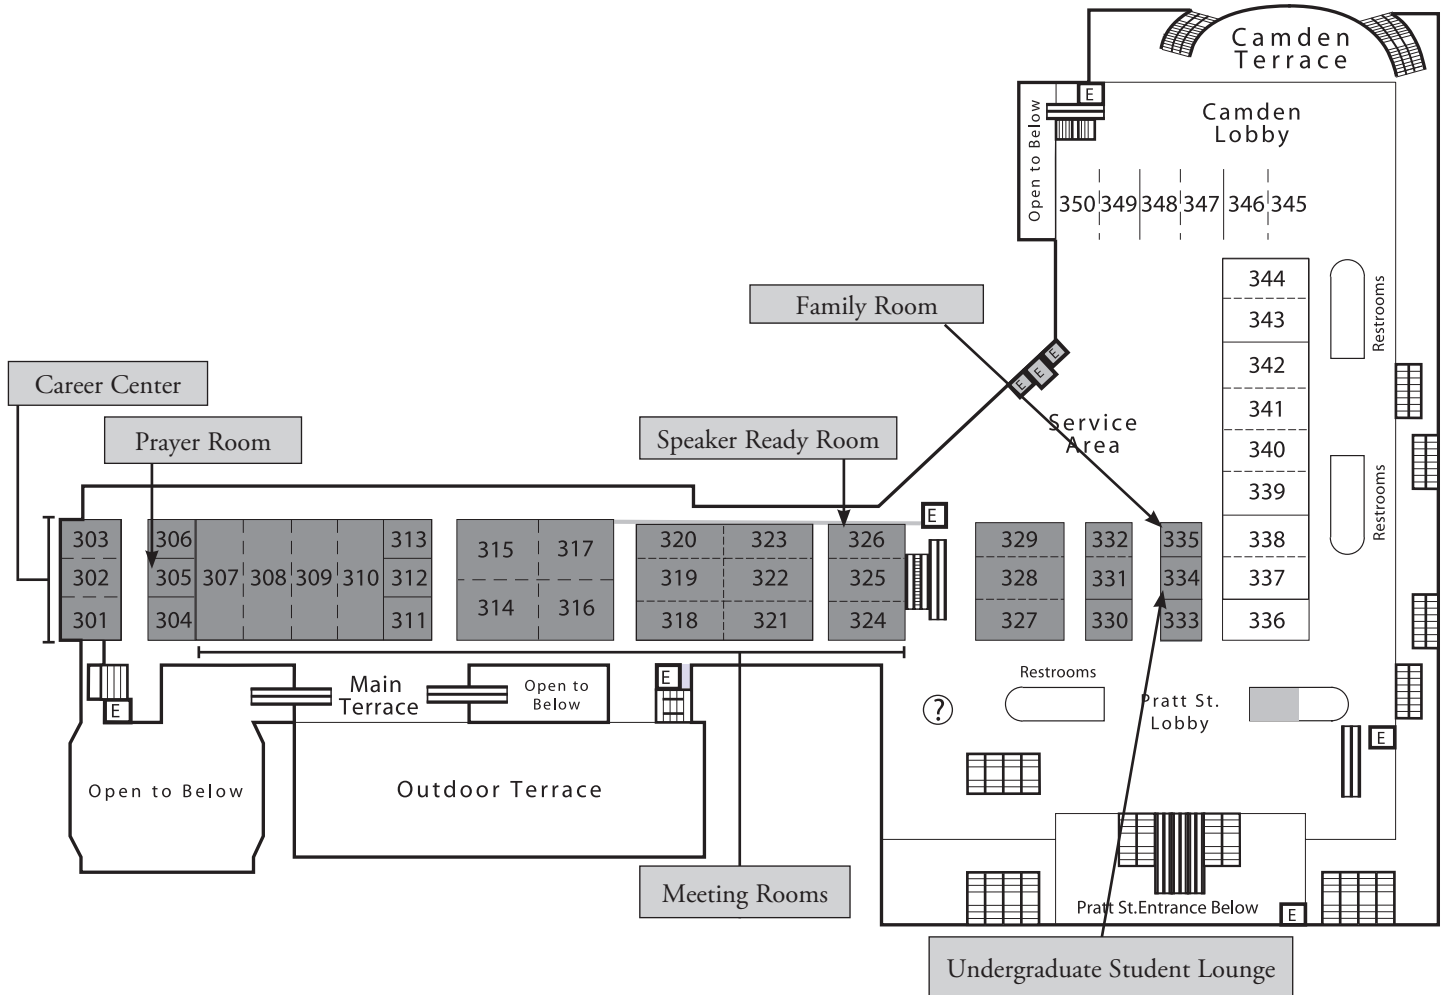 Camden
Terrace
E
Camden
Lobby
Open to Below
350 349 348 347 346 345
344
343
342
341
340
339
338
337
336
Restrooms
Restrooms
Family Room
E
E
E
Service
Area
Career Center
Prayer Room
Speaker Ready Room
E
303
302
301
306
305
304
307 308 309 310
313
312
311
315 317
314 316
320 323
319 322
318 321
326
325
324
329
328
327
332
331
330
335
334
333
E
Main
Terrace
Open to
Below
E
Restrooms
?
Pratt St.
Lobby
E
Open to Below
Outdoor Terrace
Meeting Rooms
Pratt St.Entrance Below
E
Undergraduate Student Lounge